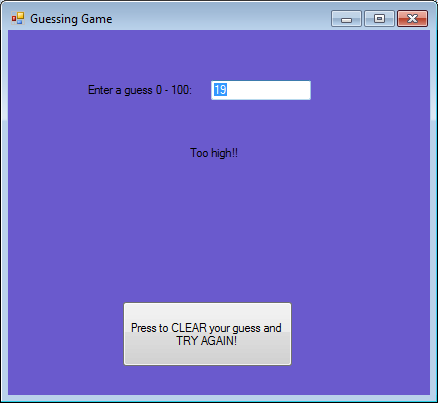 Guessing Game
Enter a guess 0 - 100: 19
Too high!!
Press to CLEAR your guess and
TRY AGAIN!